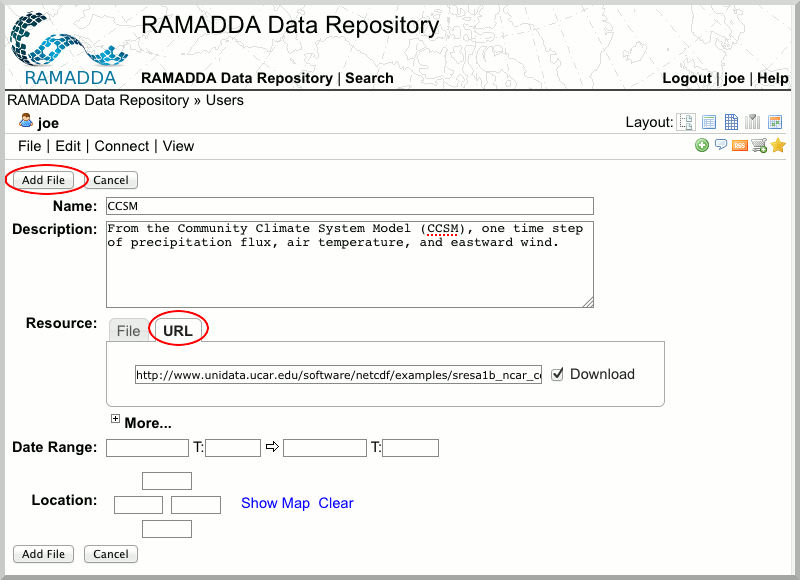 RAMADDA Data Repository
RAMADDA
RAMADDA Data Repository | Search
Logout | joe | Help
RAMADDA Data Repository » Users
joe
Layout:
File | Edit | Connect | View
RSS
Add File Cancel
Name: CCSM
Description: From the Community Climate System Model (CCSM), one time step
of precipitation flux, air temperature, and eastward wind.
Resource: File URL
http://www.unidata.ucar.edu/software/netcdf/examples/sresa1b_ncar_cc Download
More...
Date Range: T: T:
Location: Show Map Clear
Add File Cancel